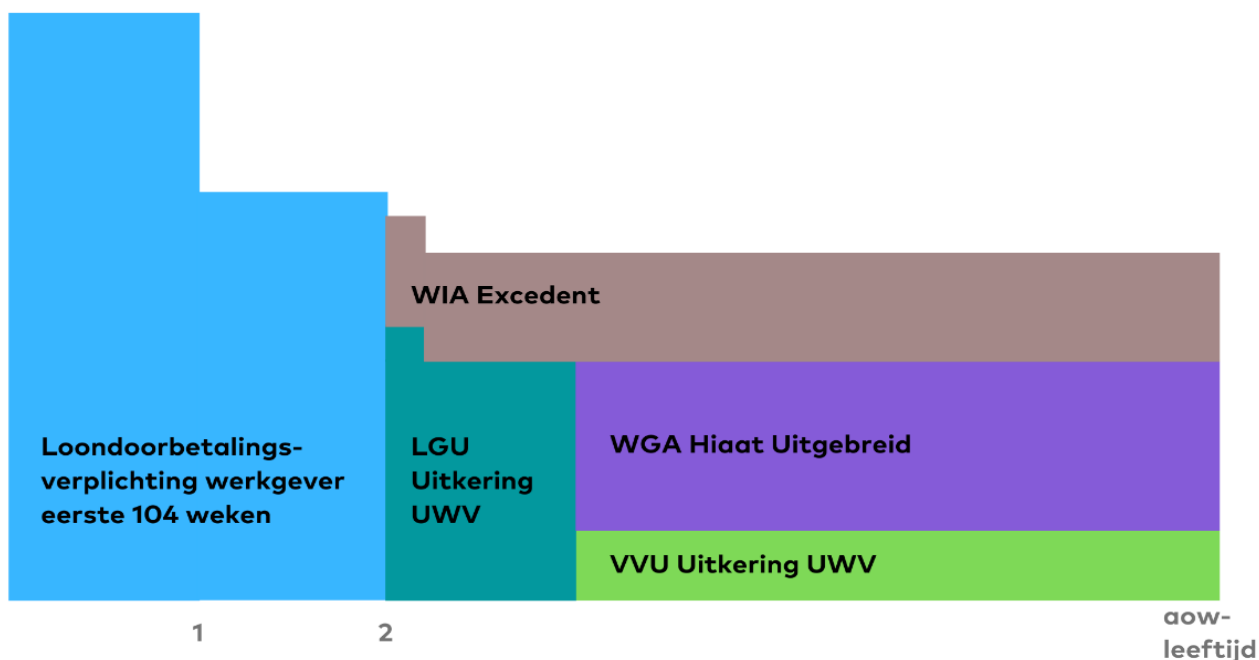 WIA Excedent
Loondoorbetalings-
verplichting werkgever
eerste 104 weken
LGU
Uitkering
UWV
WGA Hiaat Uitgebreid
VVU Uitkering UWV
1
2
aow-
leeftijd